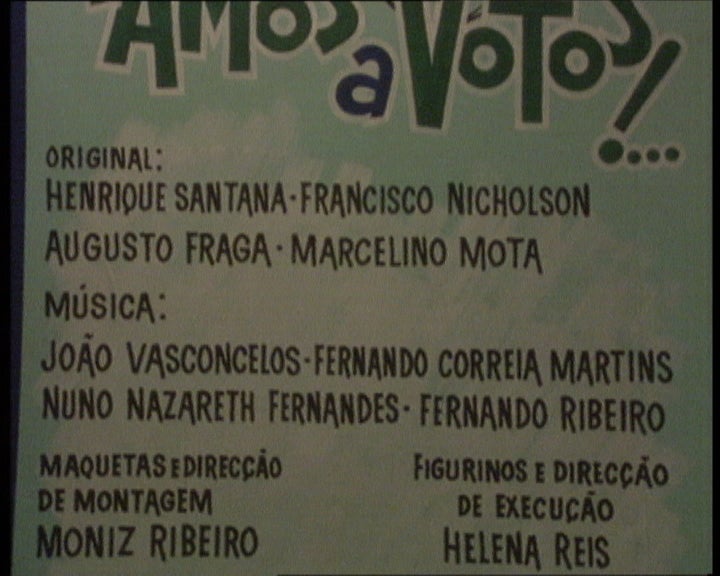 AMOS
a VOTOS!...
ORIGINAL:
HENRIQUE SANTANA·FRANCISCO NICHOLSON
AUGUSTO FRAGA·MARCELINO MOTA
MÚSICA:
JOÃO VASCONCELOS·FERNANDO CORREIA MARTINS
NUNO NAZARETH FERNANDES·FERNANDO RIBEIRO
MAQUETAS E DIRECÇÃO
DE MONTAGEM
MONIZ RIBEIRO
FIGURINOS E DIRECÇÃO
DE EXECUÇÃO
HELENA REIS